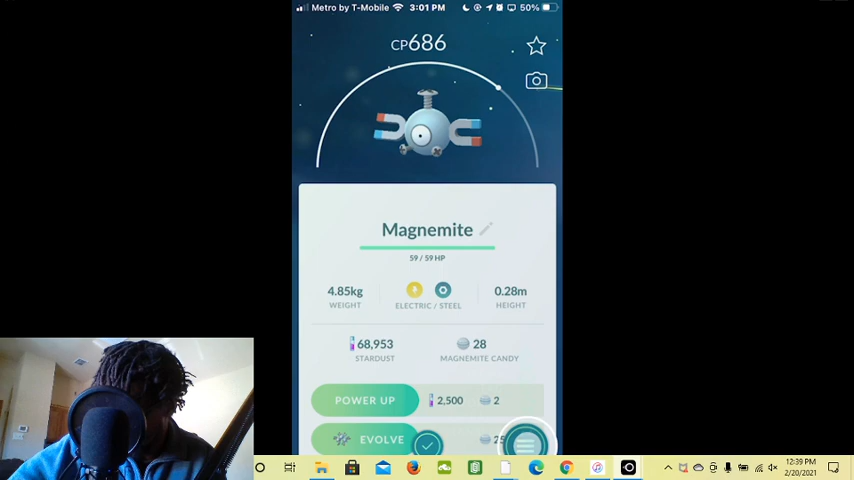 Metro by T-Mobile 3:01 PM 50%
CP686
Magnemite
59 / 59 HP
4.85kg
WEIGHT
ELECTRIC / STEEL
0.28m
HEIGHT
68,953
STARDUST
28
MAGNEMITE CANDY
POWER UP 2,500 2
EVOLVE 25
12:39 PM
2/20/2021